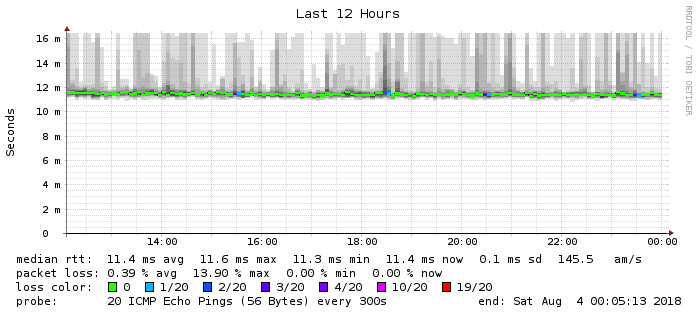 Last 12 Hours
RRDTOOL / TOBI OETIKER
Seconds
16 m
14 m
12 m
10 m
8 m
6 m
4 m
2 m
0
14:00 16:00 18:00 20:00 22:00 00:00
median rtt: 11.4 ms avg 11.6 ms max 11.3 ms min 11.4 ms now 0.1 ms sd 145.5 am/s
packet loss: 0.39 % avg 13.90 % max 0.00 % min 0.00 % now
loss color: 0 1/20 2/20 3/20 4/20 10/20 19/20
probe: 20 ICMP Echo Pings (56 Bytes) every 300s end: Sat Aug 4 00:05:13 2018